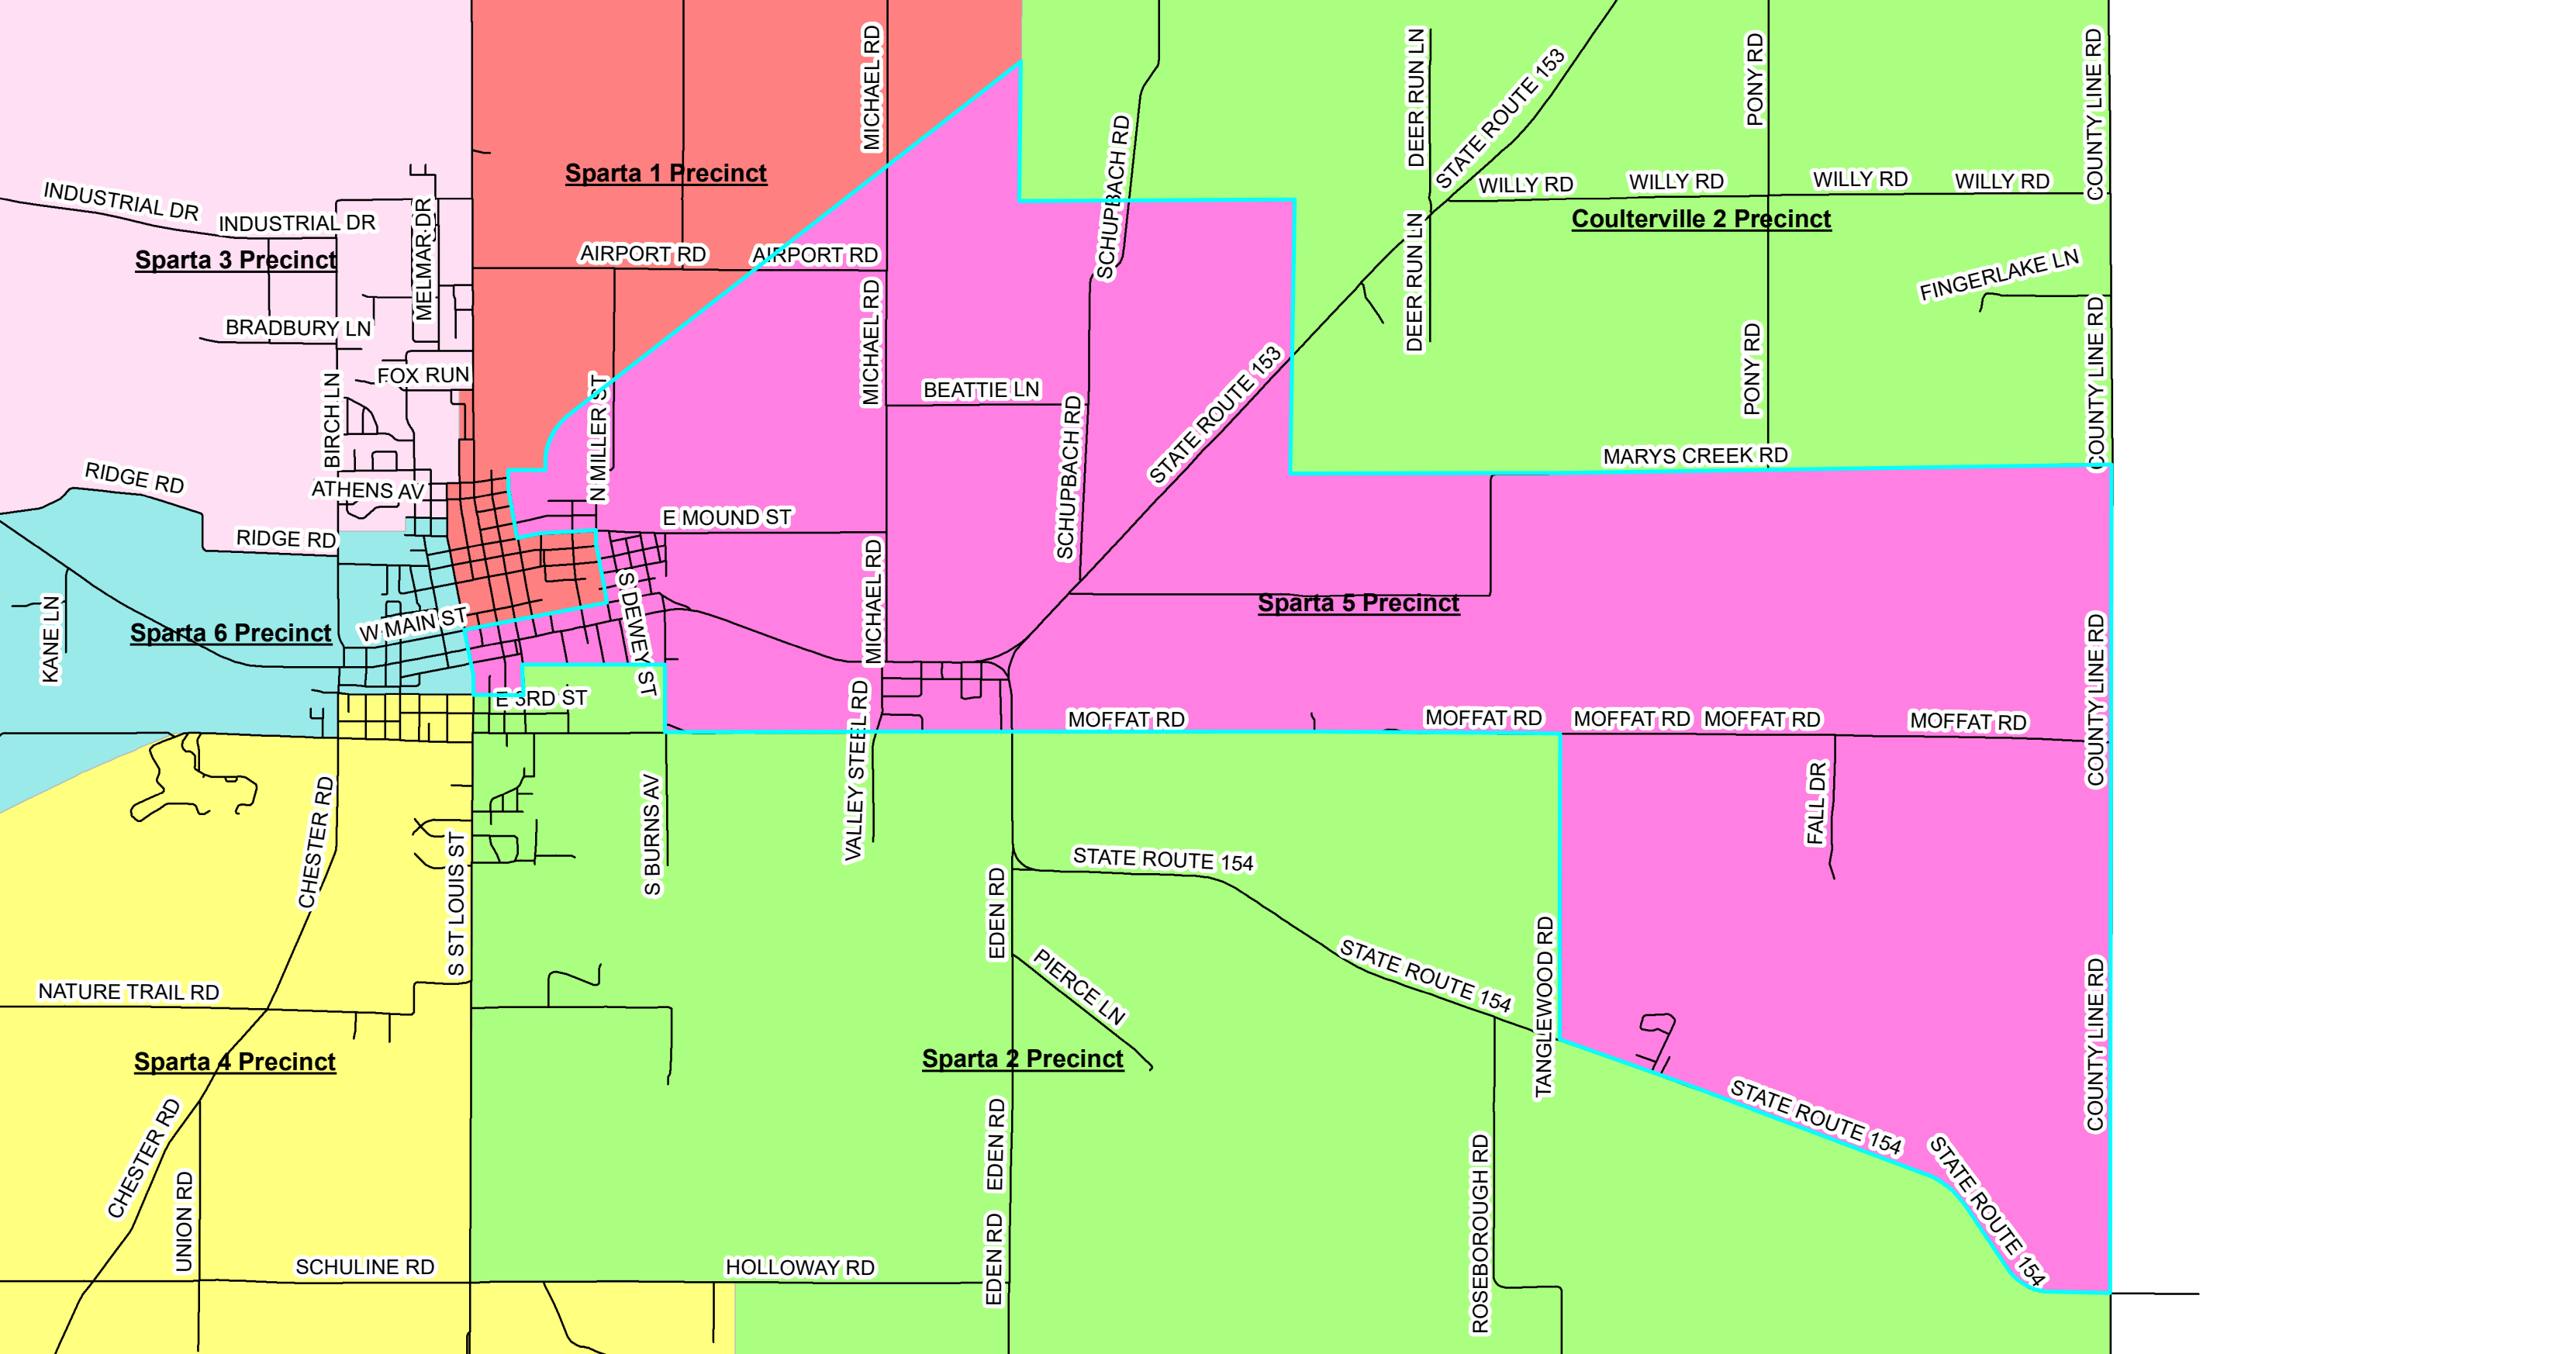 MICHAEL RD
DEER RUN LN
STATE ROUTE 153
PONY RD
COUNTY LINE RD
SCHUPBACH RD
Sparta 1 Precinct
WILLY RD
WILLY RD
WILLY RD
WILLY RD
INDUSTRIAL DR
INDUSTRIAL DR
MELMAR DR
Coulterville 2 Precinct
Sparta 3 Precinct
AIRPORT RD
AIRPORT RD
DEER RUN LN
FINGERLAKE LN
BRADBURY LN
MICHAEL RD
PONY RD
COUNTY LINE RD
FOX RUN
BIRCH LN
N MILLER ST
BEATTIE LN
STATE ROUTE 153
SCHUPBACH RD
MARYS CREEK RD
RIDGE RD
ATHENS AV
E MOUND ST
RIDGE RD
MICHAEL RD
KANE LN
Sparta 6 Precinct
W MAIN ST
S DEWEY ST
Sparta 5 Precinct
COUNTY LINE RD
E 3RD ST
VALLEY STEEL RD
MOFFAT RD
MOFFAT RD
MOFFAT RD
MOFFAT RD
MOFFAT RD
FALL DR
CHESTER RD
S ST LOUIS ST
S BURNS AV
STATE ROUTE 154
EDEN RD
PIERCE LN
STATE ROUTE 154
TANGLEWOOD RD
COUNTY LINE RD
NATURE TRAIL RD
Sparta 4 Precinct
Sparta 2 Precinct
STATE ROUTE 154
CHESTER RD
EDEN RD
ROSEBOROUGH RD
STATE ROUTE 154
UNION RD
SCHULINE RD
HOLLOWAY RD
EDEN RD